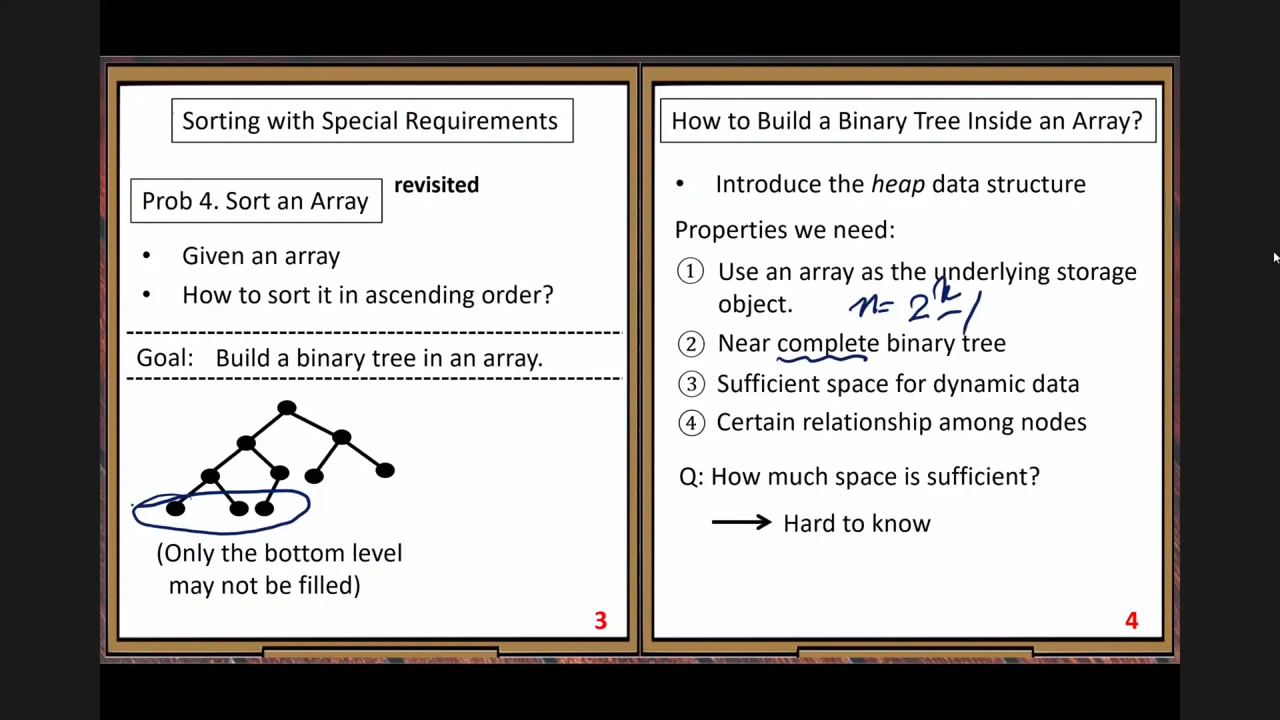 Sorting with Special Requirements
Prob 4. Sort an Array
revisited
• Given an array
• How to sort it in ascending order?
Goal: Build a binary tree in an array.
(Only the bottom level
may not be filled)
3
How to Build a Binary Tree Inside an Array?
• Introduce the heap data structure
Properties we need:
① Use an array as the underlying storage
object.
n = 2^k - 1
② Near complete binary tree
③ Sufficient space for dynamic data
④ Certain relationship among nodes
Q: How much space is sufficient?
⟶ Hard to know
4